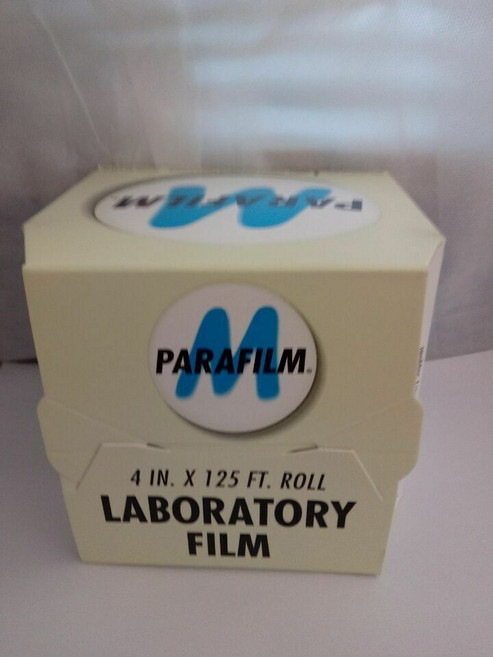 PARAFILM
M
M
PARAFILM.
4 IN. X 125 FT. ROLL
LABORATORY
FILM